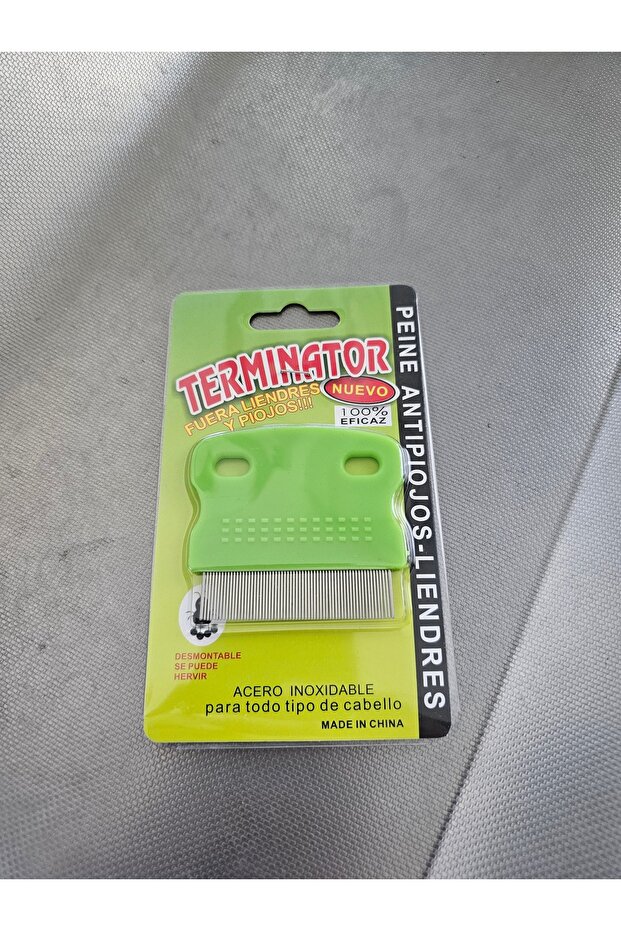 TERMINATOR
FUERA LIENDRES
Y PIOJOS!!!
NUEVO
100%
EFICAZ
PEINE ANTIPIOJOS-LIENDRES
DESMONTABLE
SE PUEDE
HERVIR
ACERO INOXIDABLE
para todo tipo de cabello
MADE IN CHINA